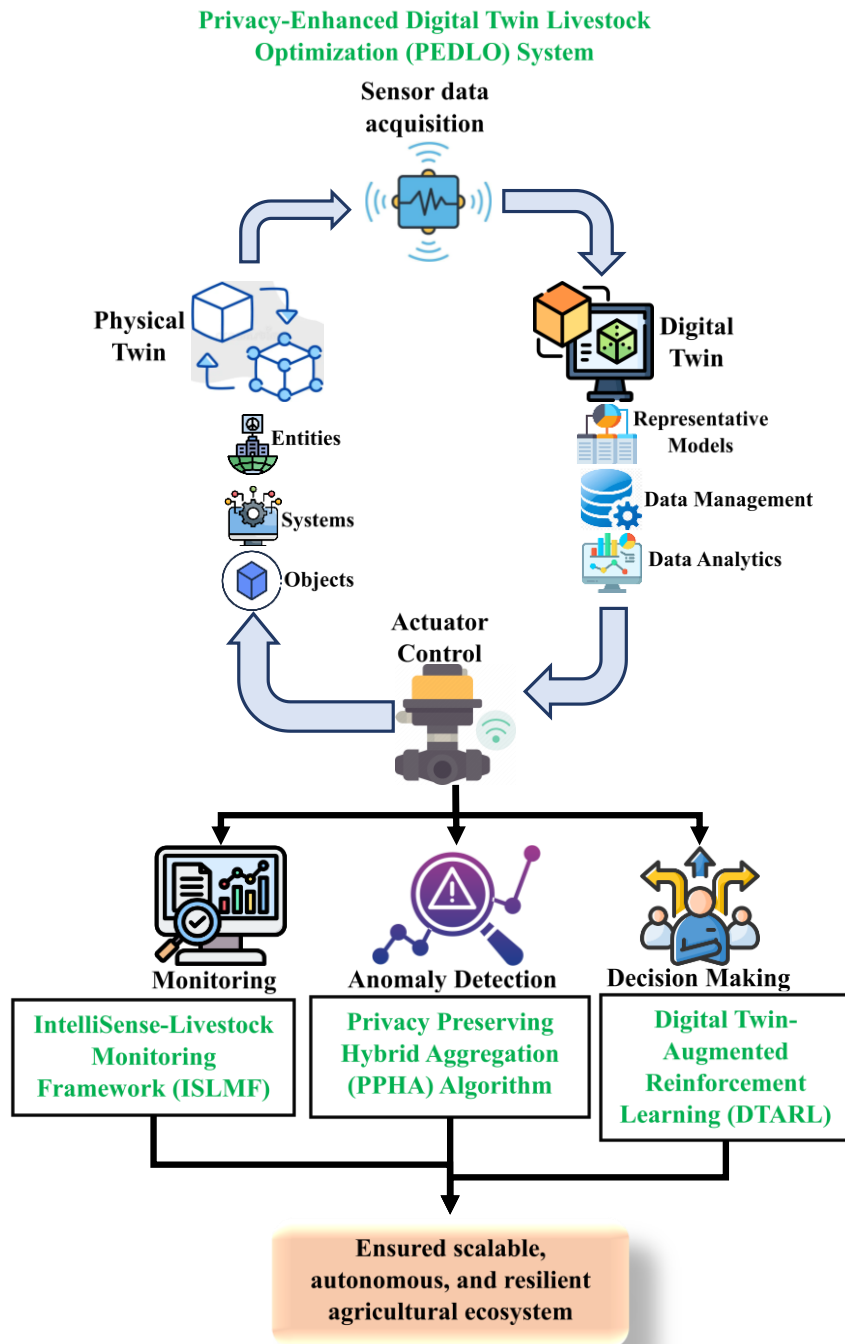 Privacy-Enhanced Digital Twin Livestock
Optimization (PEDLO) System
Sensor data
acquisition
Physical
Twin
Digital
Twin
Entities
Systems
Objects
Representative
Models
Data Management
Data Analytics
Actuator
Control
Monitoring
Anomaly Detection
Decision Making
IntelliSense-Livestock
Monitoring
Framework (ISLMF)
Privacy Preserving
Hybrid Aggregation
(PPHA) Algorithm
Digital Twin-
Augmented
Reinforcement
Learning (DTARL)
Ensured scalable,
autonomous, and resilient
agricultural ecosystem